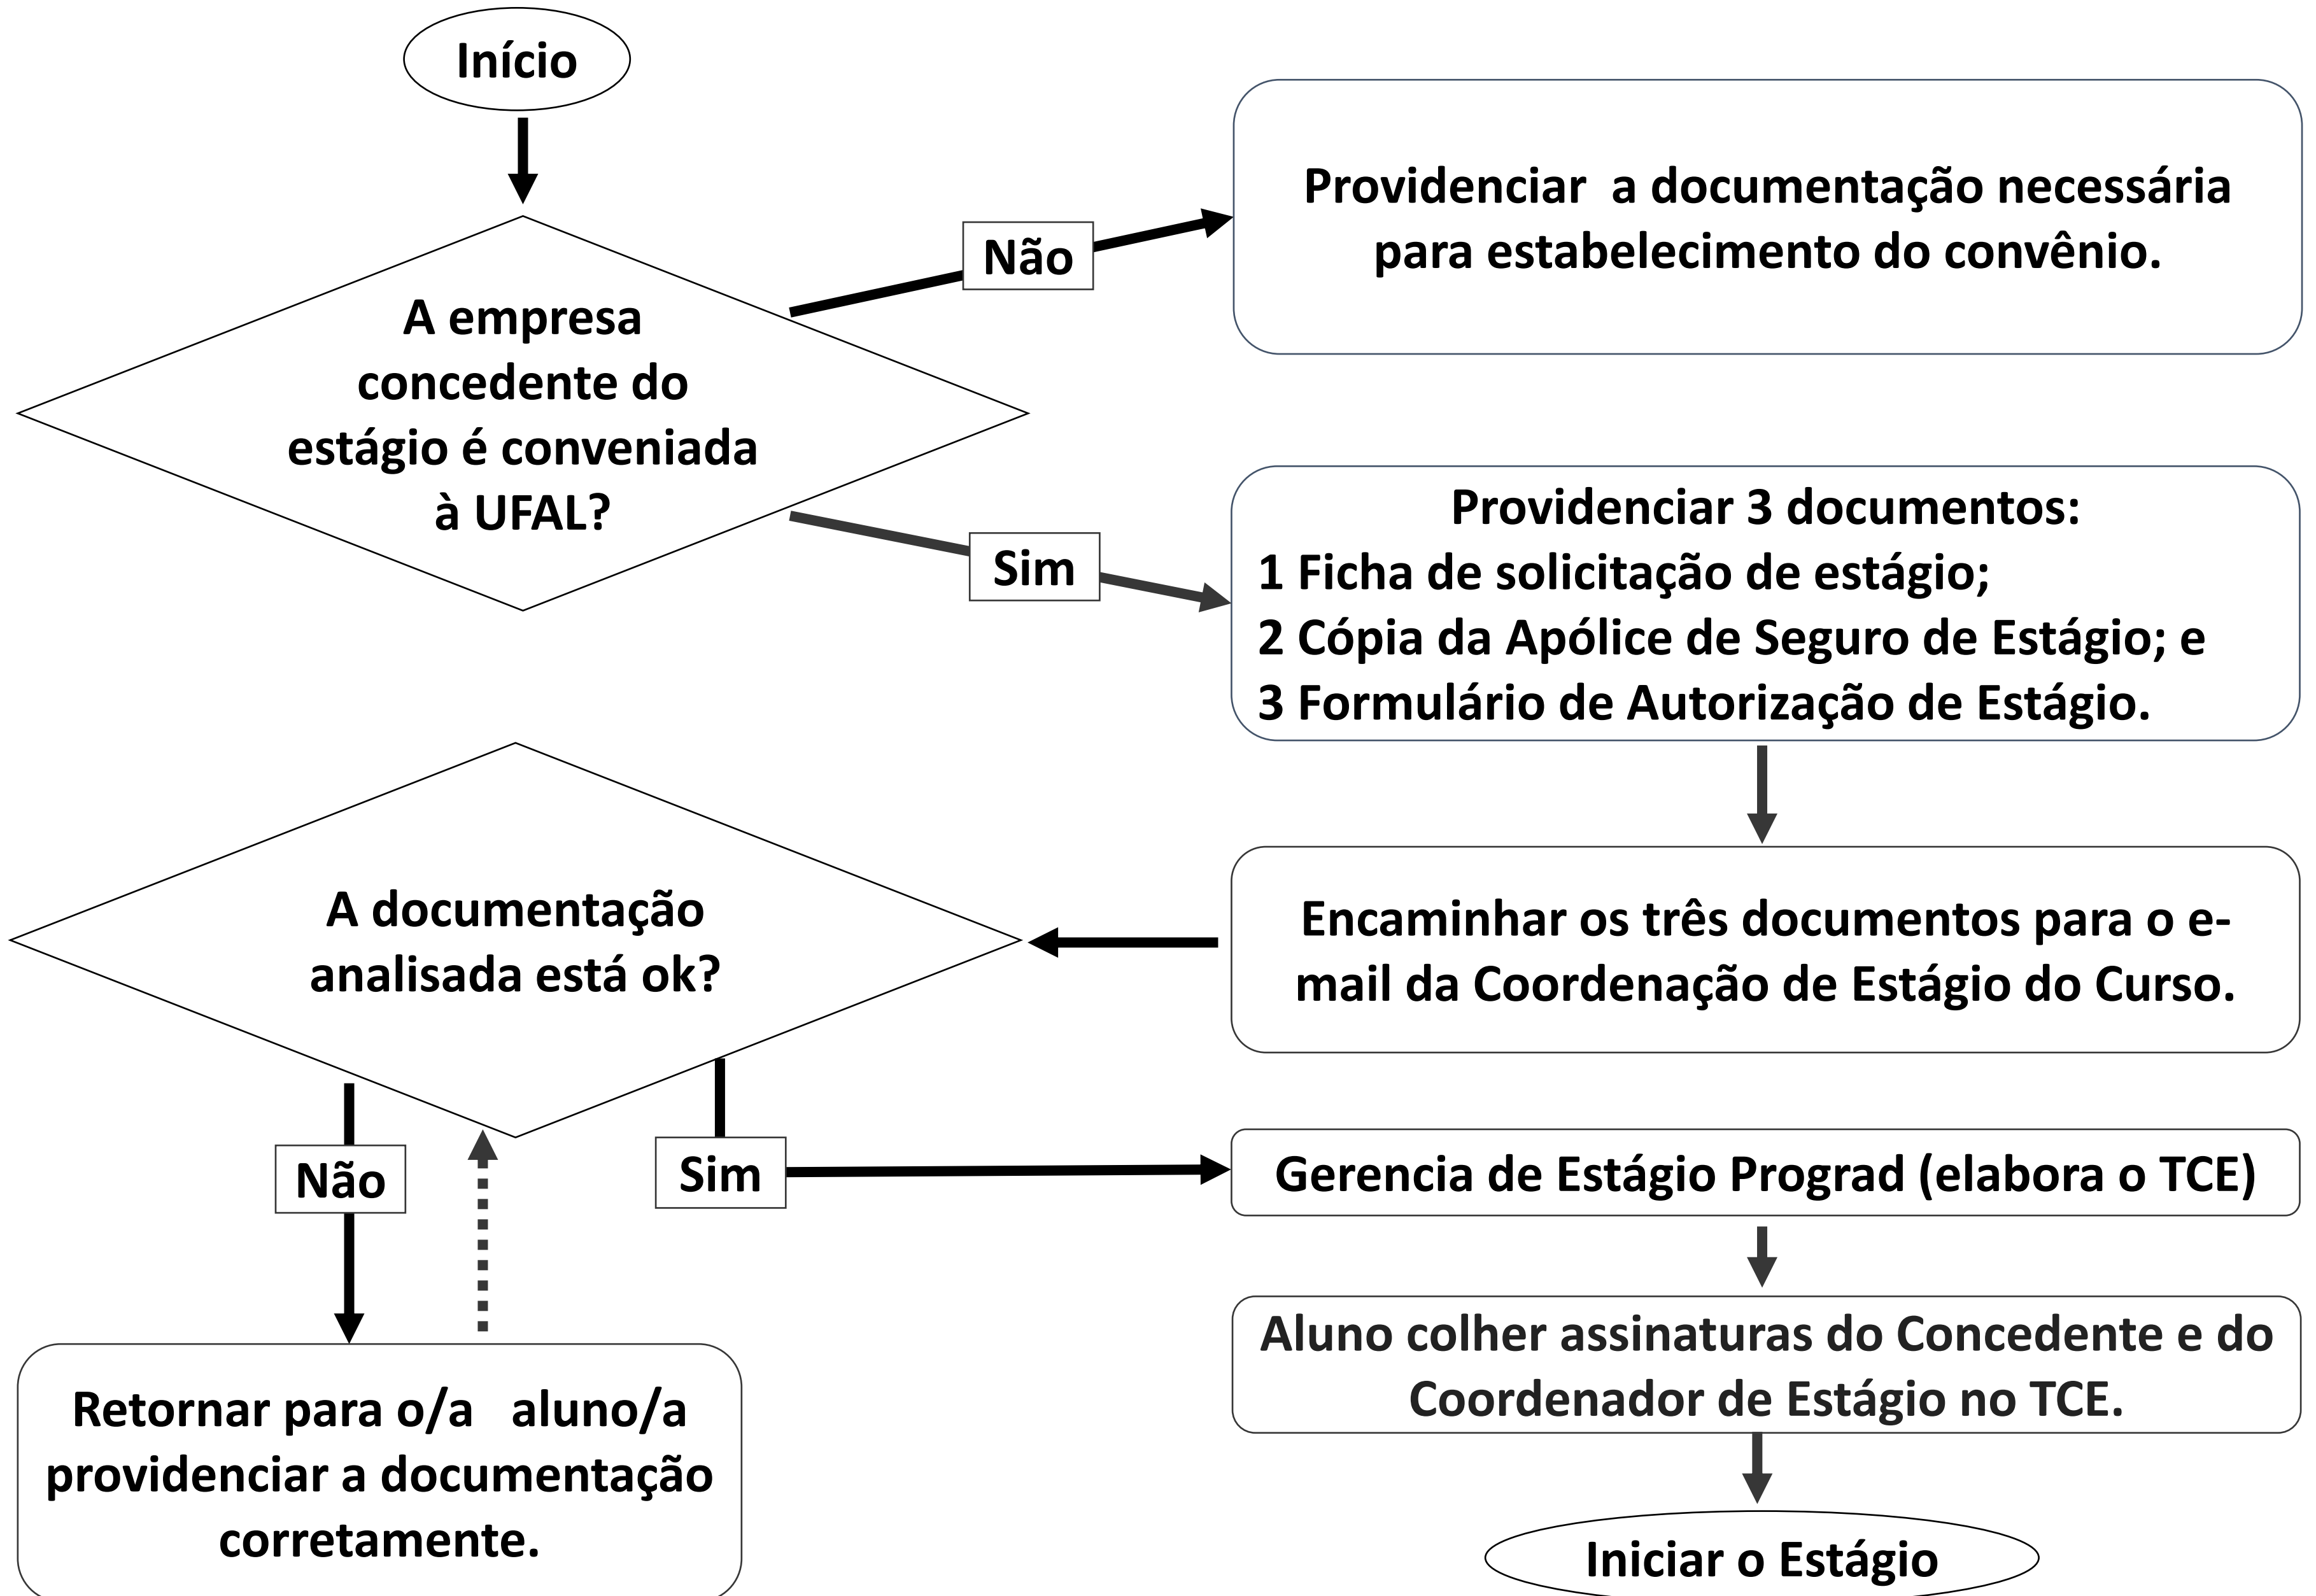 Início
A empresa
concedente do
estágio é conveniada
à UFAL?
Não
Providenciar  a documentação necessária
para estabelecimento do convênio.
Sim
Providenciar 3 documentos:
1 Ficha de solicitação de estágio;
2 Cópia da Apólice de Seguro de Estágio; e
3 Formulário de Autorização de Estágio.
Encaminhar os três documentos para o e-
mail da Coordenação de Estágio do Curso.
A documentação
analisada está ok?
Não
Sim
Retornar para o/a   aluno/a
providenciar a documentação
corretamente.
Gerencia de Estágio Prograd (elabora o TCE)
Aluno colher assinaturas do Concedente e do
Coordenador de Estágio no TCE.
Iniciar o Estágio